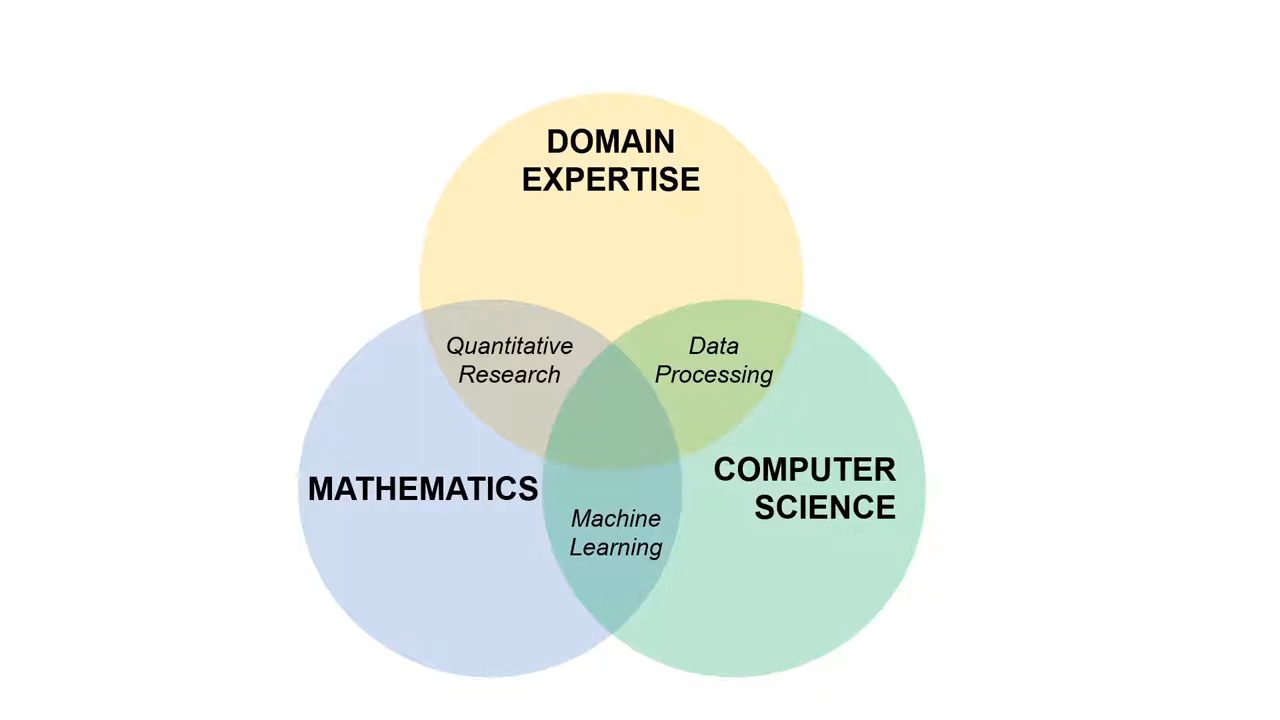 DOMAIN
EXPERTISE
Quantitative
Research
Data
Processing
MATHEMATICS
COMPUTER
SCIENCE
Machine
Learning